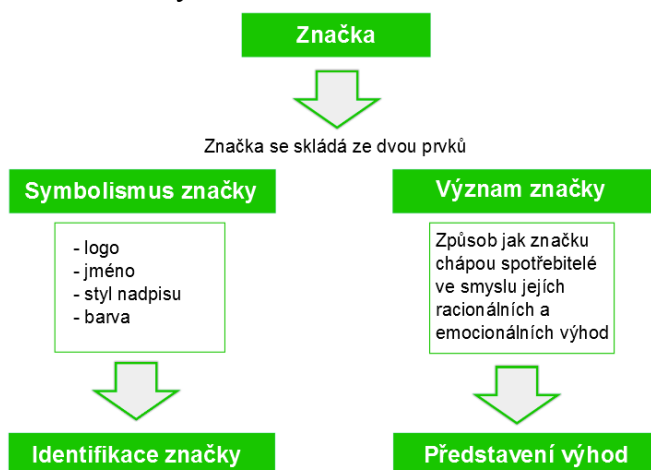 Značka
Značka se skládá ze dvou prvků
Symbolismus značky
- logo
- jméno
- styl nadpisu
- barva
Identifikace značky
Význam značky
Způsob jak značku
chápou spotřebitelé
ve smyslu jejích
racionálních a
emocionálních výhod
Představení výhod